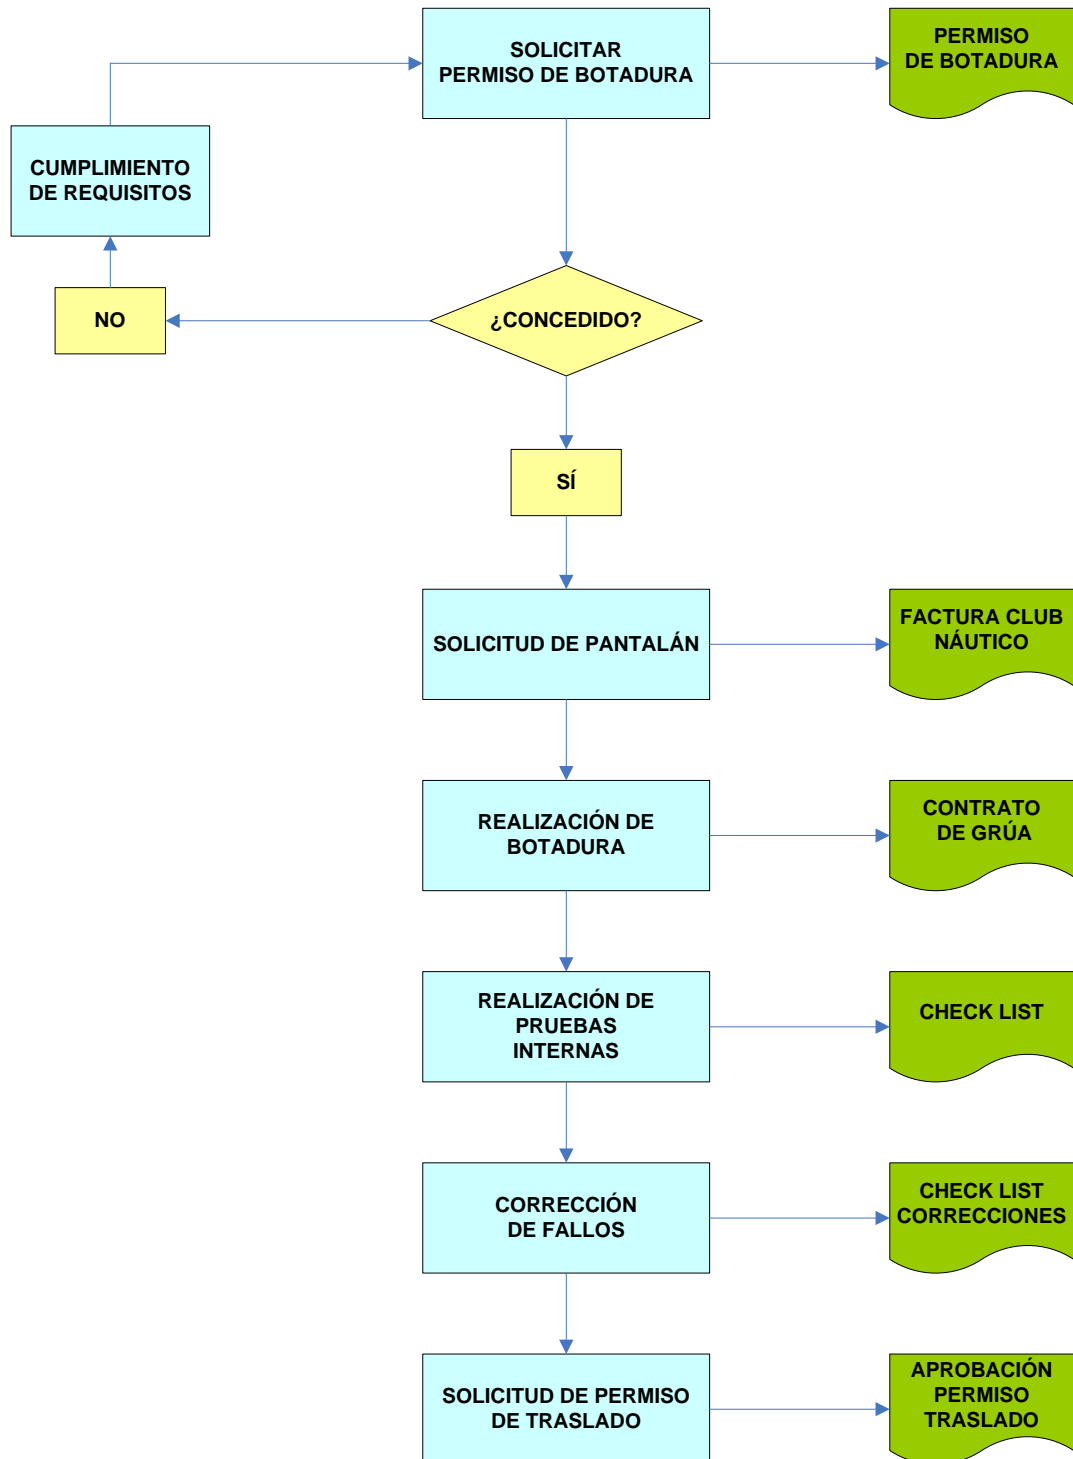 SOLICITAR
PERMISO DE BOTADURA
PERMISO
DE BOTADURA
CUMPLIMIENTO
DE REQUISITOS
NO
¿CONCEDIDO?
SÍ
SOLICITUD DE PANTALÁN
FACTURA CLUB
NÁUTICO
REALIZACIÓN DE
BOTADURA
CONTRATO
DE GRÚA
REALIZACIÓN DE
PRUEBAS
INTERNAS
CHECK LIST
CORRECCIÓN
DE FALLOS
CHECK LIST
CORRECCIONES
SOLICITUD DE PERMISO
DE TRASLADO
APROBACIÓN
PERMISO
TRASLADO